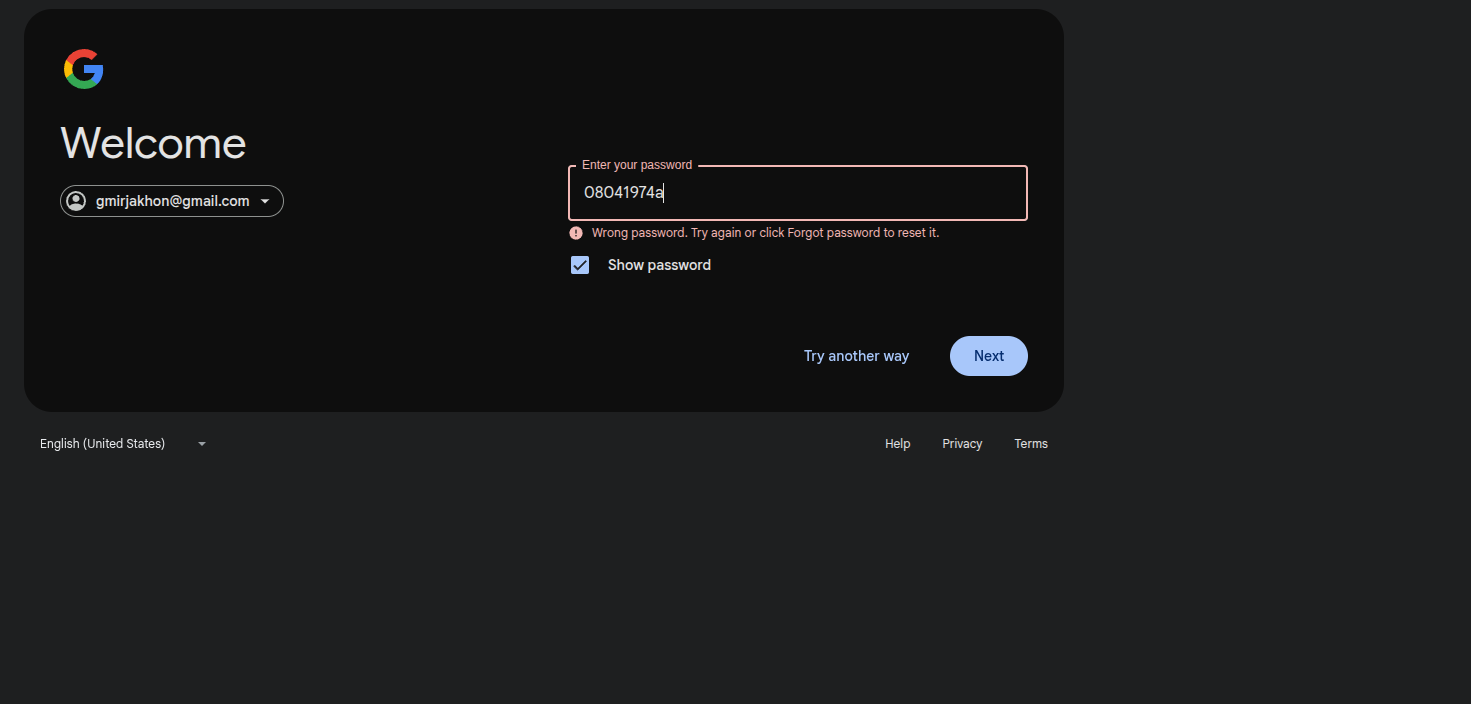 Welcome
gmirjakhon@gmail.com
Enter your password
08041974a
Wrong password. Try again or click Forgot password to reset it.
Show password
Try another way
Next
English (United States)
Help
Privacy
Terms